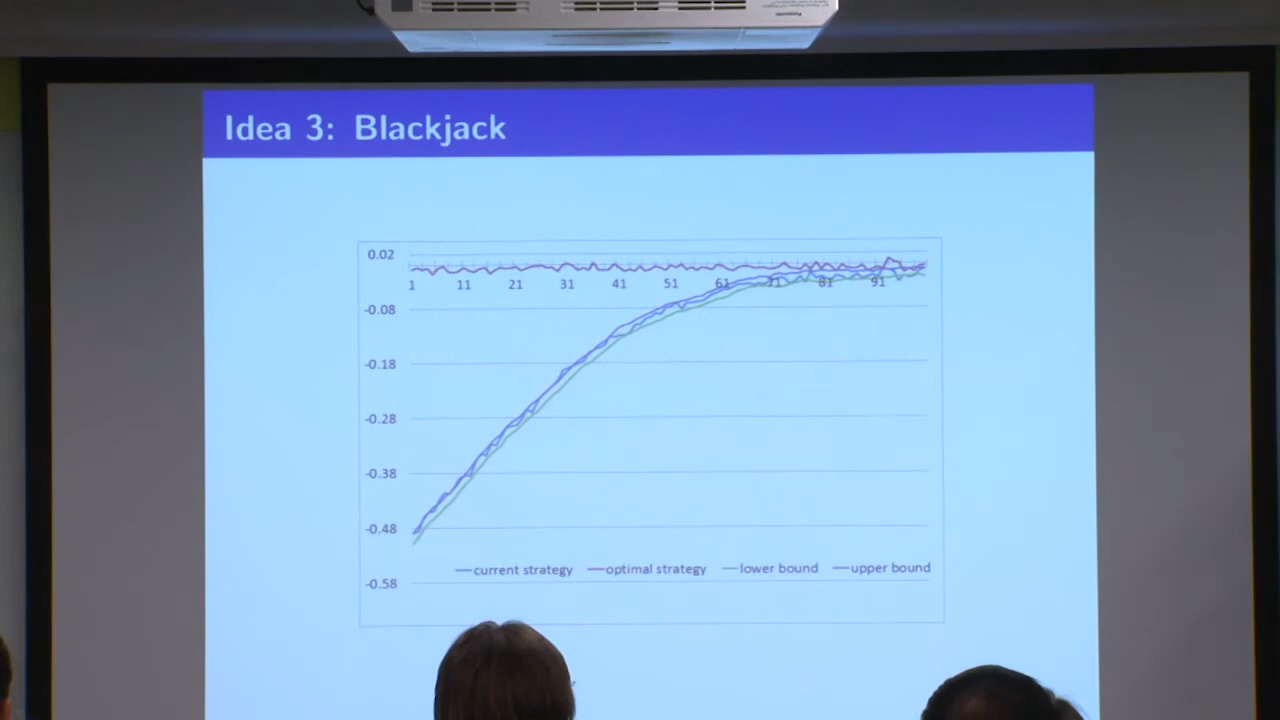 Idea 3: Blackjack
0.02
1 11 21 31 41 51 61 71 81 91
-0.08
-0.18
-0.28
-0.38
-0.48
current strategy optimal strategy lower bound upper bound
-0.58